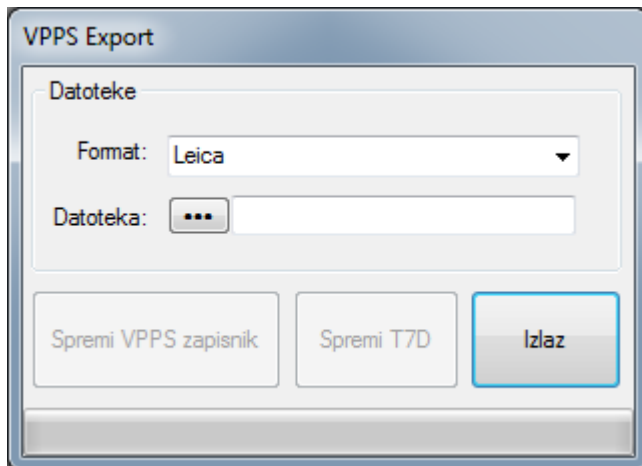 VPPS Export
Datoteke
Format: Leica
Datoteka: •••
Spremi VPPS zapisnik Spremi T7D Izlaz